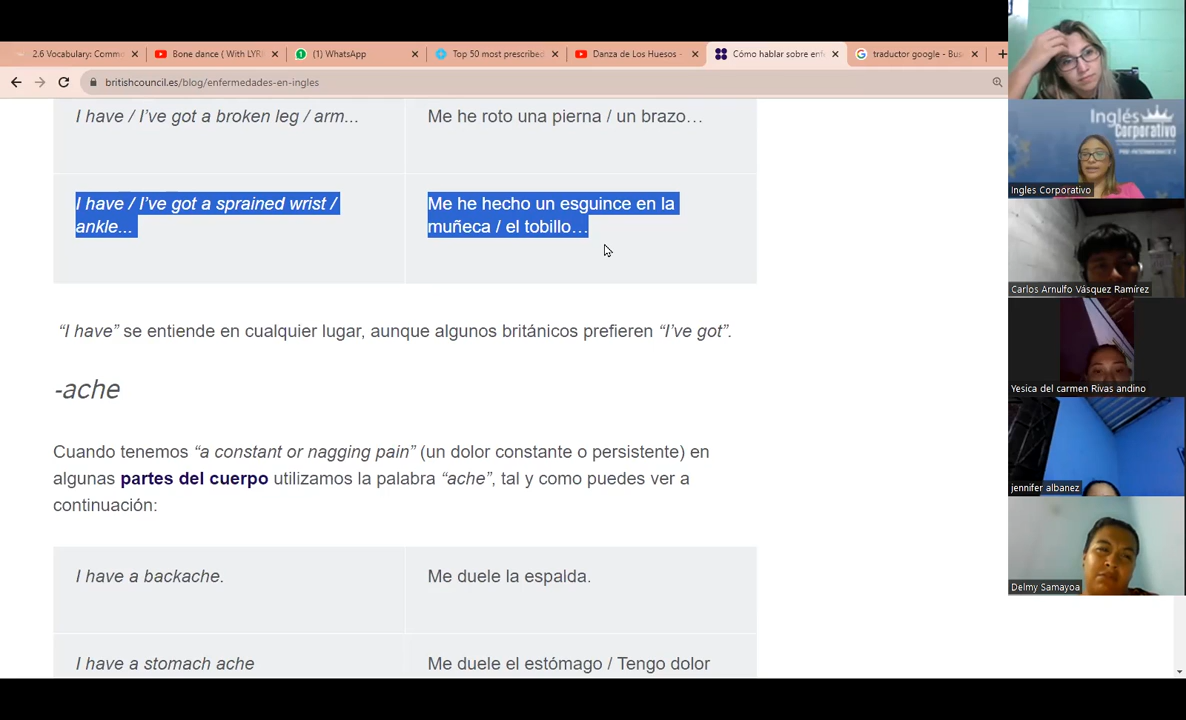 2.6 Vocabulary: Comm
Bone dance ( With LYRI
(1) WhatsApp
Top 50 most prescribed
Danza de Los Huesos -
Cómo hablar sobre enf
traductor google - Bus
britishcouncil.es/blog/enfermedades-en-ingles
I have / I've got a broken leg / arm...
Me he roto una pierna / un brazo…
I have / I've got a sprained wrist /
ankle...
Me he hecho un esguince en la
muñeca / el tobillo…
“I have” se entiende en cualquier lugar, aunque algunos británicos prefieren “I've got”.
-ache
Cuando tenemos “a constant or nagging pain” (un dolor constante o persistente) en
algunas partes del cuerpo utilizamos la palabra “ache”, tal y como puedes ver a
continuación:
I have a backache.
Me duele la espalda.
I have a stomach ache
Me duele el estómago / Tengo dolor
Inglés
Corporativo
Ingles Corporativo
Carlos Arnulfo Vásquez Ramírez
Yesica del carmen Rivas andino
jennifer albanez
Delmy Samayoa